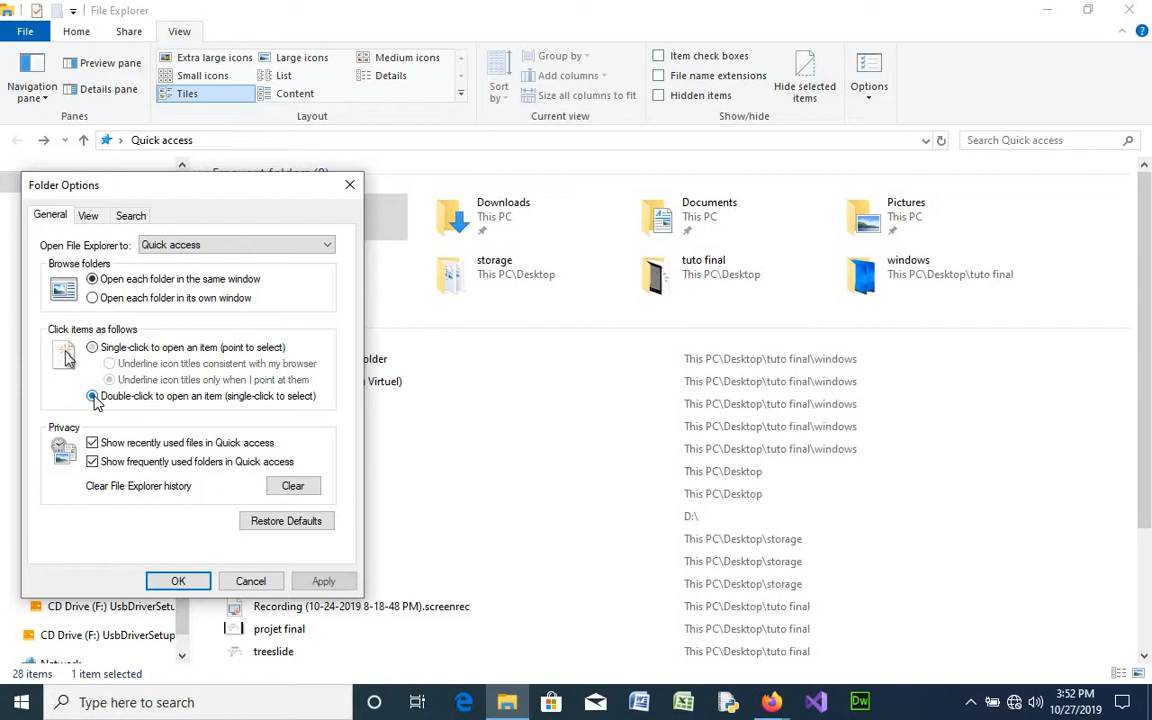 File Explorer
File Home Share View
Navigation pane
Preview pane
Details pane
Panes
Extra large icons Large icons Medium icons
Small icons List Details
Tiles Content
Layout
Sort by
Group by
Add columns
Size all columns to fit
Current view
Item check boxes
File name extensions
Hidden items
Hide selected items
Show/hide
Options
Quick access
Search Quick access
Frequent folders (9)
Downloads
This PC
Documents
This PC
Pictures
This PC
storage
This PC\Desktop
tuto final
This PC\Desktop
windows
This PC\Desktop\tuto final
Folder Options
General View Search
Open File Explorer to: Quick access
Browse folders
Open each folder in the same window
Open each folder in its own window
Click items as follows
Single-click to open an item (point to select)
Underline icon titles consistent with my browser
Underline icon titles only when I point at them
Double-click to open an item (single-click to select)
Privacy
Show recently used files in Quick access
Show frequently used folders in Quick access
Clear File Explorer history Clear
Restore Defaults
OK Cancel Apply
This PC\Desktop\tuto final\windows
Virtuel) This PC\Desktop\tuto final\windows
This PC\Desktop\tuto final\windows
This PC\Desktop\tuto final\windows
This PC\Desktop\tuto final\windows
This PC\Desktop
This PC\Desktop
D:\
This PC\Desktop\storage
This PC\Desktop\storage
This PC\Desktop\storage
CD Drive (F:) UsbDriverSetu
Recording (10-24-2019 8-18-48 PM).screenrec This PC\Desktop\tuto final
projet final This PC\Desktop\tuto final
CD Drive (F:) UsbDriverSetup
treeslide This PC\Desktop\tuto final
Network
28 items 1 item selected
Type here to search
Dw
3:52 PM
10/27/2019